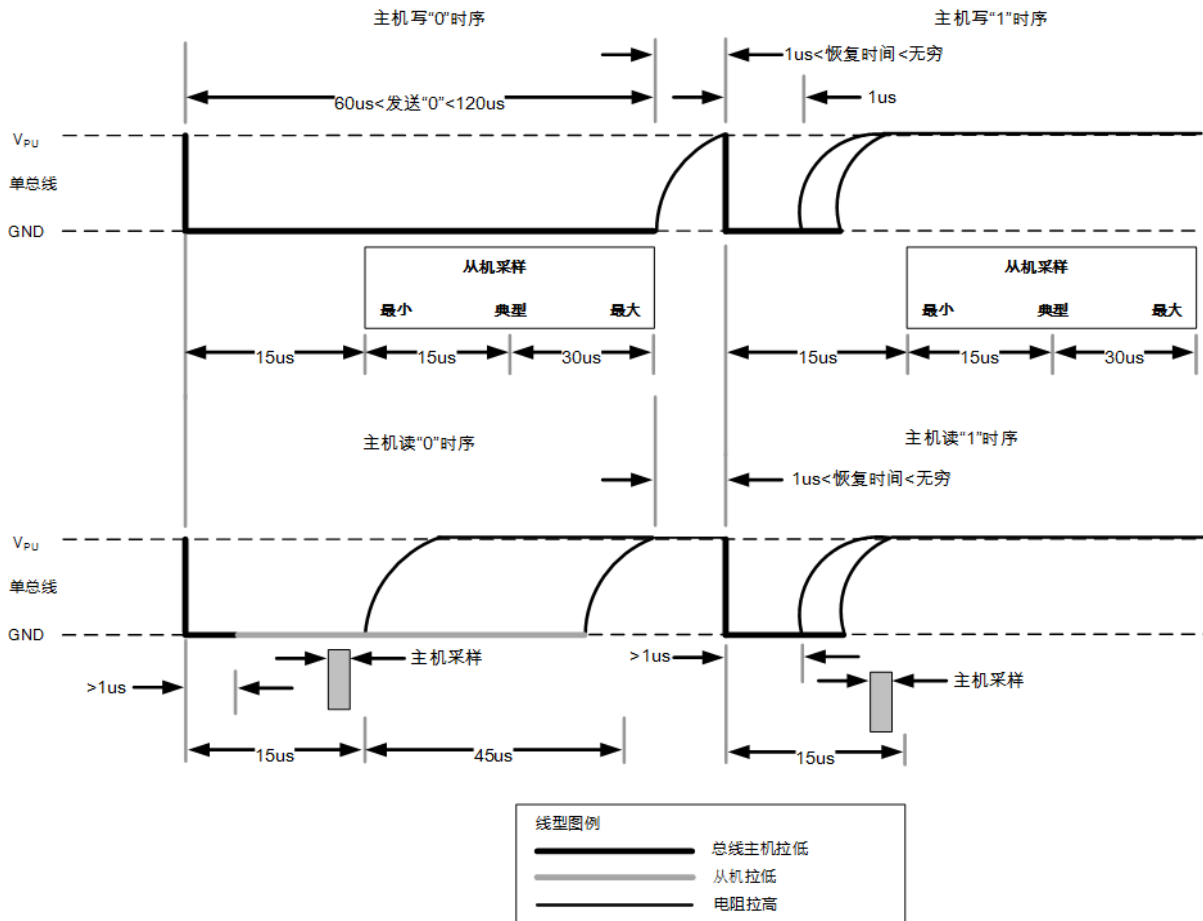 主机写“0”时序
主机写“1”时序
1us<恢复时间<无穷
60us<发送“0”<120us
1us
VPU
单总线
GND
从机采样
最小 典型 最大
从机采样
最小 典型 最大
15us
15us
30us
15us
15us
30us
主机读“0”时序
主机读“1”时序
1us<恢复时间<无穷
VPU
单总线
GND
主机采样
>1us
>1us
主机采样
15us
45us
15us
线型图例
总线主机拉低
从机拉低
电阻拉高